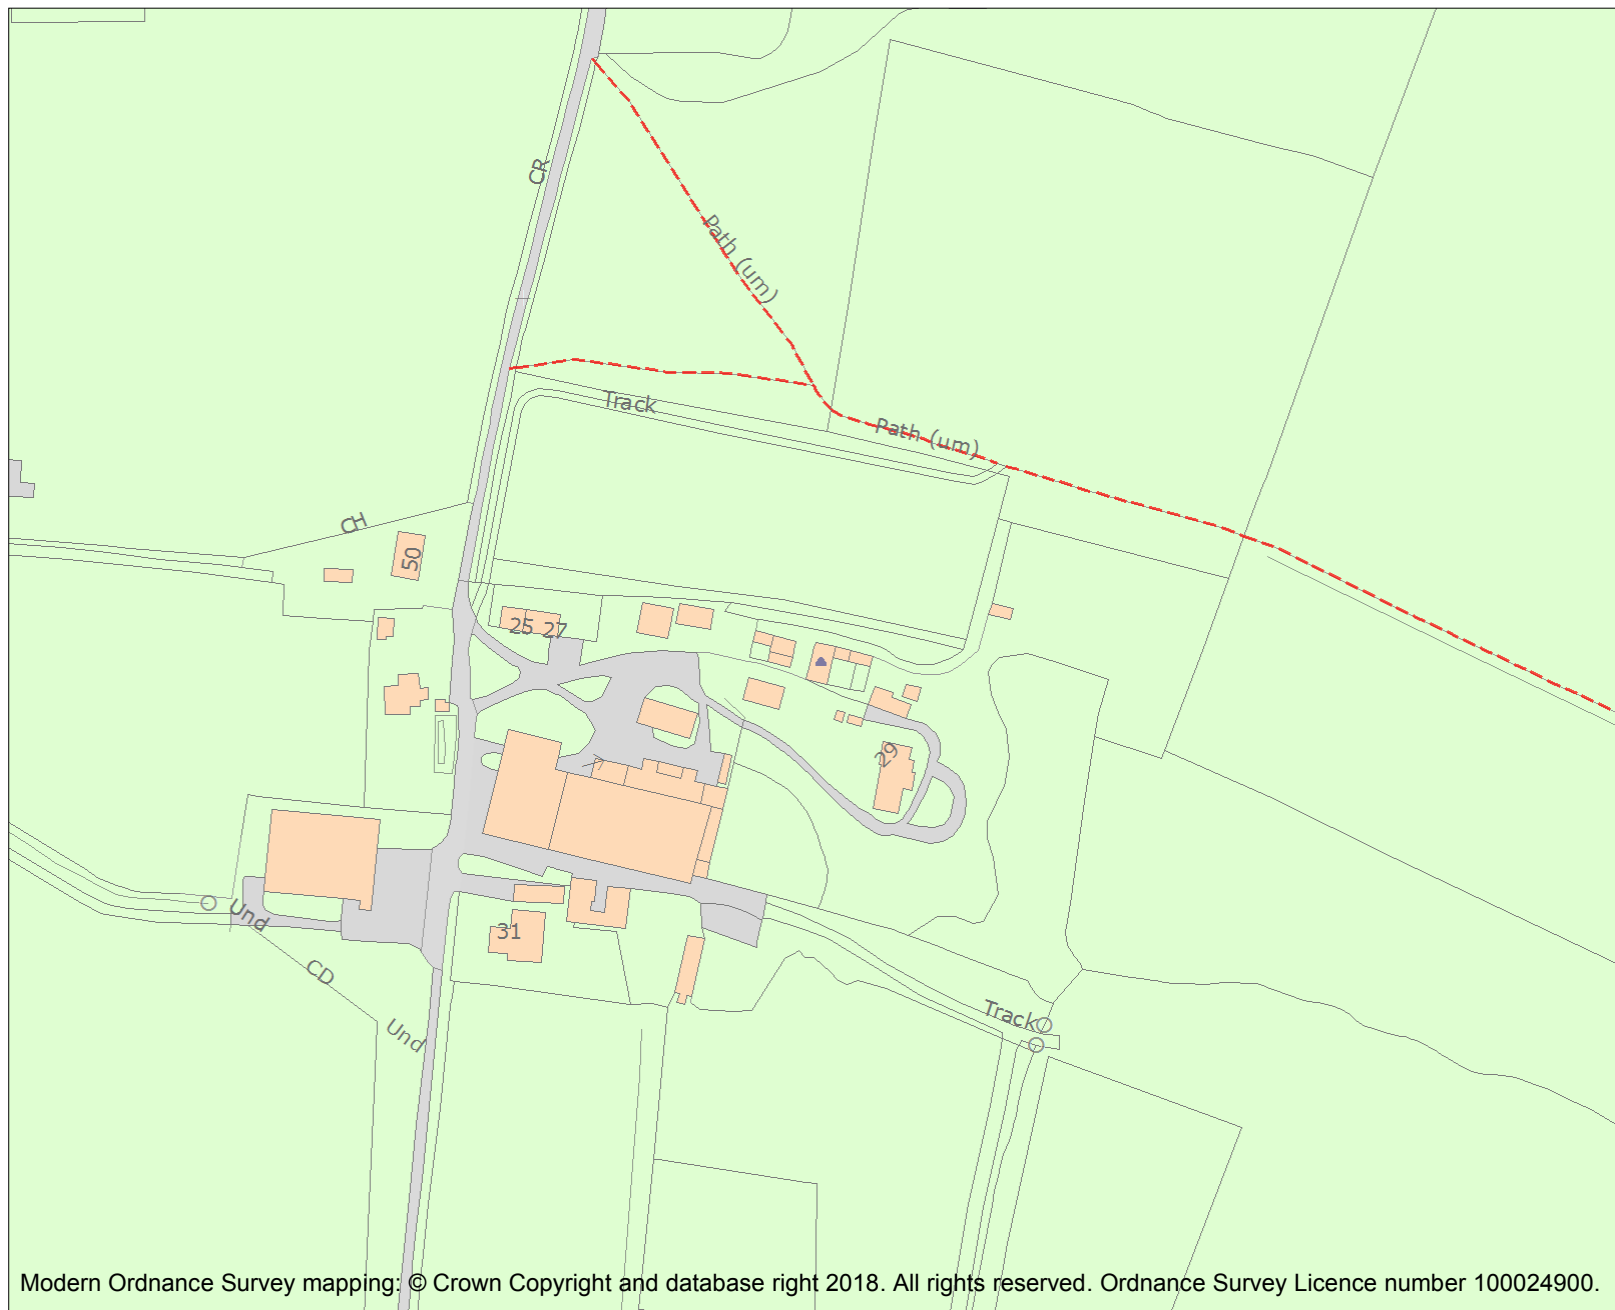 CR
Path (um)
Track
Path (um)
CH
50
25 27
29
Und
31
CD
Track
Und
Modern Ordnance Survey mapping: © Crown Copyright and database right 2018. All rights reserved. Ordnance Survey Licence number 100024900.